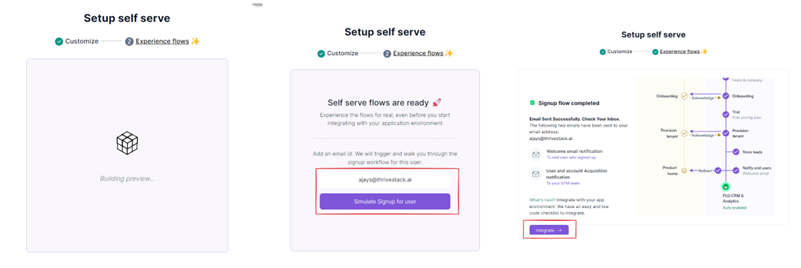 Setup self serve
Customize
2 Experience flows ✨
Building preview...
Setup self serve
Customize
2 Experience flows ✨
Self serve flows are ready 🚀
Experience the flows for real, even before you start
integrating with your application environment
Add an email id. We will trigger and walk you through the
signup workflow for this user.
ajays@thrivestack.ai
Simulate Signup for user
Setup self serve
Customize
Experience flows ✨
Signup flow completed
Email Sent Successfully. Check Your Inbox.
The following two emails have been sent to your
email address:
ajays@thrivestack.ai
Welcome email notification
To end user who signed up
User and account Acquisition
notification
To your GTM team
What's next? Integrate with your app
environment. We have an easy and low
code checklist to integrate.
Integrate →
Users & company
Onboarding
Acknowledge
Onboarding
Trial
Free pricing plan
Provision
tenant
Acknowledge
Provision
tenant
Store leads
Product
home
Redirect
Notify end users
Welcome email
PLG CRM &
Analytics
Auto enabled